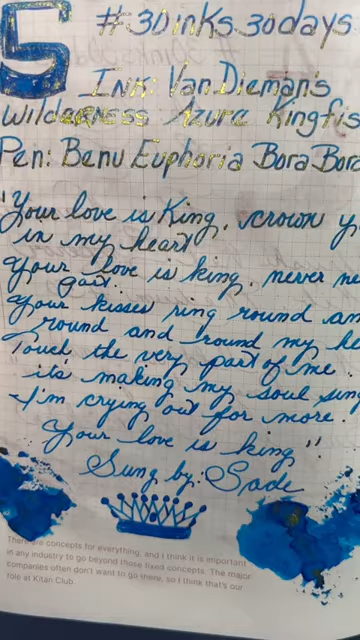 5 #30inks30days
Ink: Van Dieman's
Wilderness Azure Kingfis
Pen: Benu Euphoria Bora Bora
"Your love is King, crown y
in my heart
Your love is king, never ne
Part.
Your kisses ring round an
round and round my he
Touch the very part of me
it's making my soul sing
I'm crying out for more.
Your love is king"
Sung by: Sade
There are concepts for everything, and I think it is important
in any industry to go beyond those fixed concepts. The major
companies often don't want to go there, so I think that's our
role at Kitan Club.